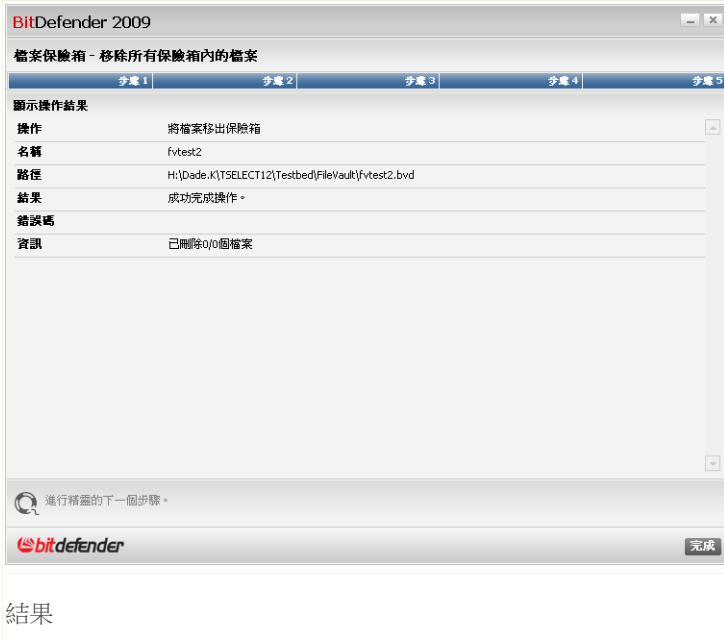 BitDefender 2009
檔案保險箱 - 移除所有保險箱內的檔案
步驟 1 步驟 2 步驟 3 步驟 4 步驟 5
顯示操作結果
操作 將檔案移出保險箱
名稱 fvtest2
路徑 H:\Dade.K\TSELECT12\Testbed\FileVault\fvtest2.bvd
結果 成功完成操作。
錯誤碼
資訊 已刪除0/0個檔案
進行精靈的下一個步驟。
bitdefender
完成
結果